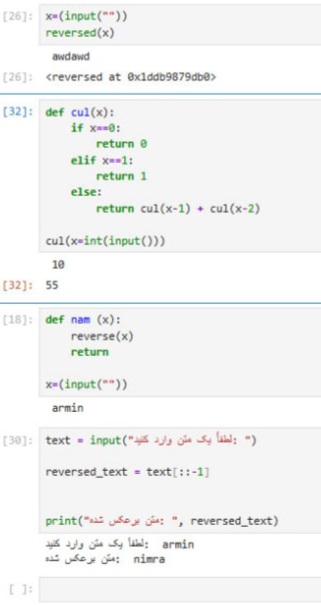 [26]: x=(input(""))
reversed(x)
awdawd
[26]: <reversed at 0x1ddb9879db0>
[32]: def cul(x):
if x==0:
return 0
elif x==1:
return 1
else:
return cul(x-1) + cul(x-2)
cul(x=int(input()))
10
[32]: 55
[18]: def nam (x):
reverse(x)
return
x=(input(""))
armin
[30]: text = input("لطفاً یک متن وارد کنید: ")
reversed_text = text[::-1]
print("متن برعکس شده: ", reversed_text)
لطفاً یک متن وارد کنید: armin
متن برعکس شده: nimra
[ ]: